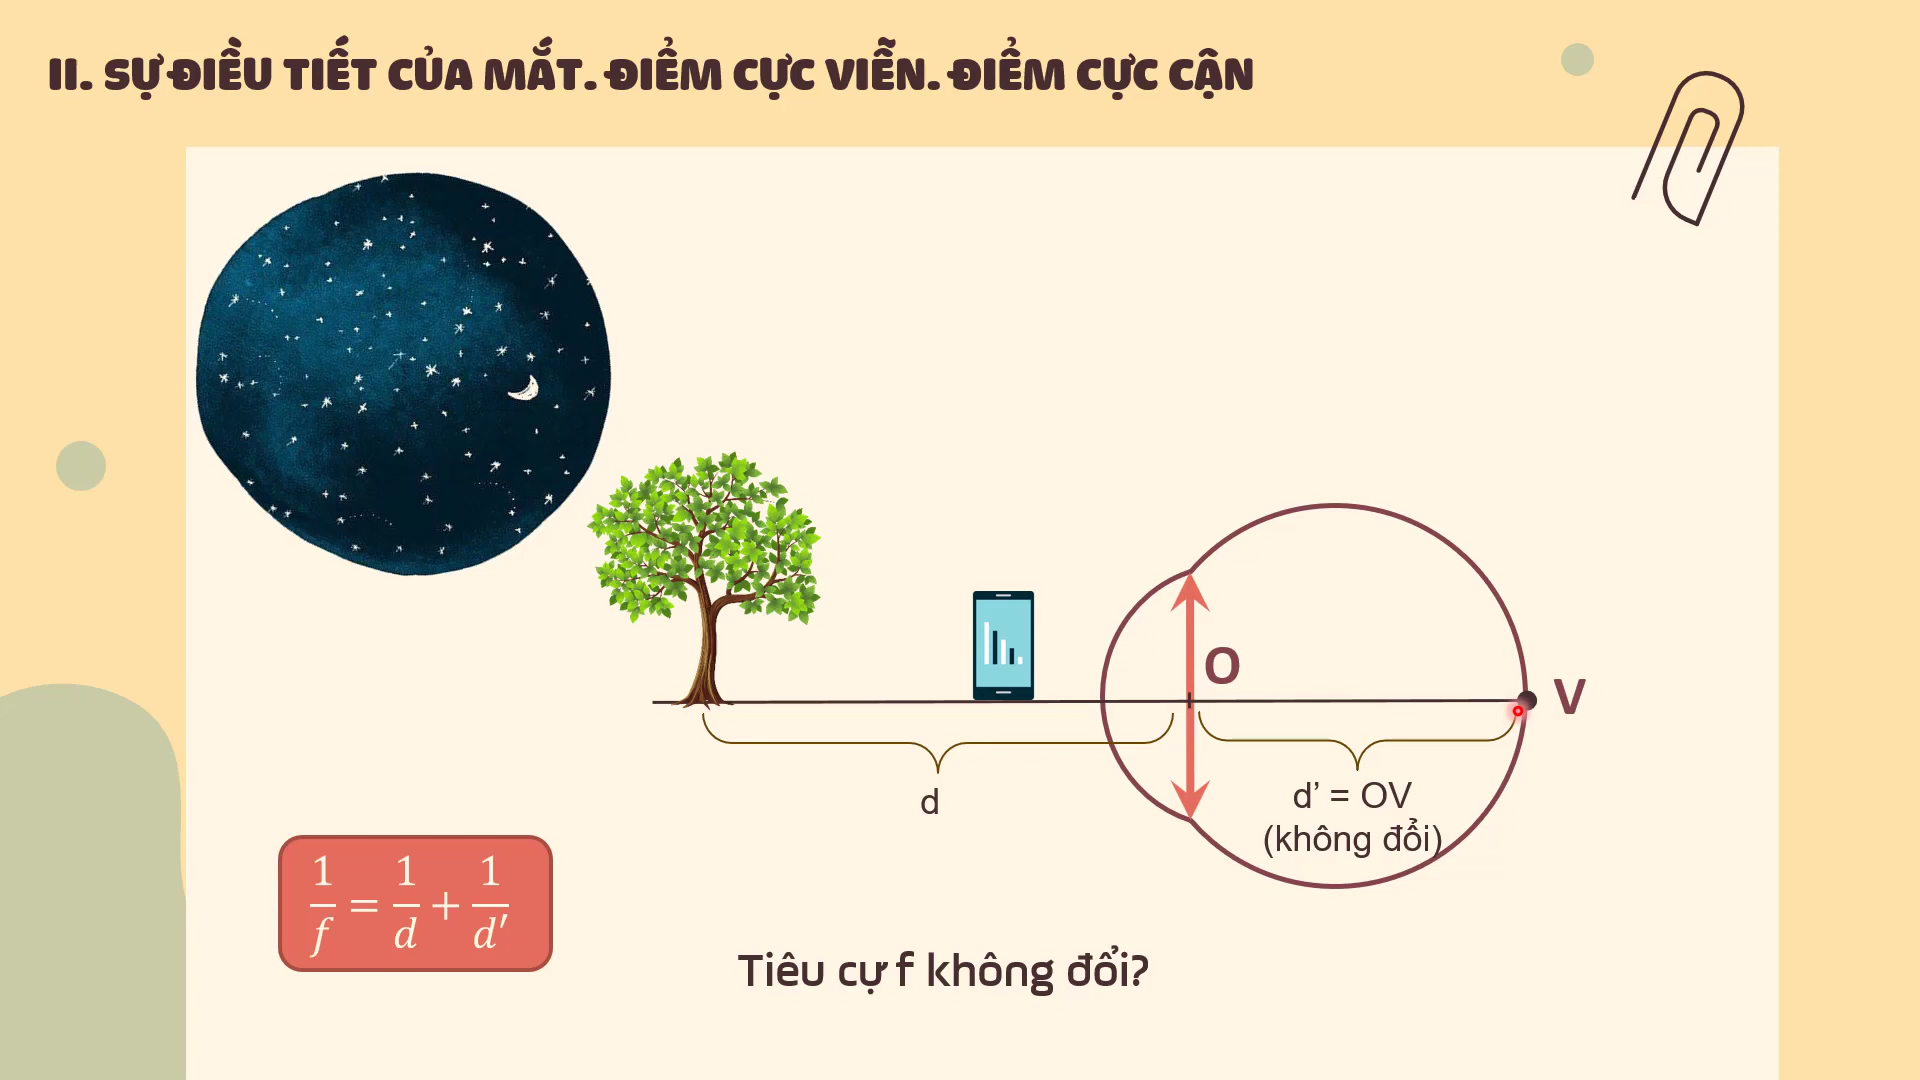 II. SỰ ĐIỀU TIẾT CỦA MẮT. ĐIỂM CỰC VIỄN. ĐIỂM CỰC CẬN
O
V
d
d’ = OV
(không đổi)
1/f = 1/d + 1/d′
Tiêu cự f không đổi?